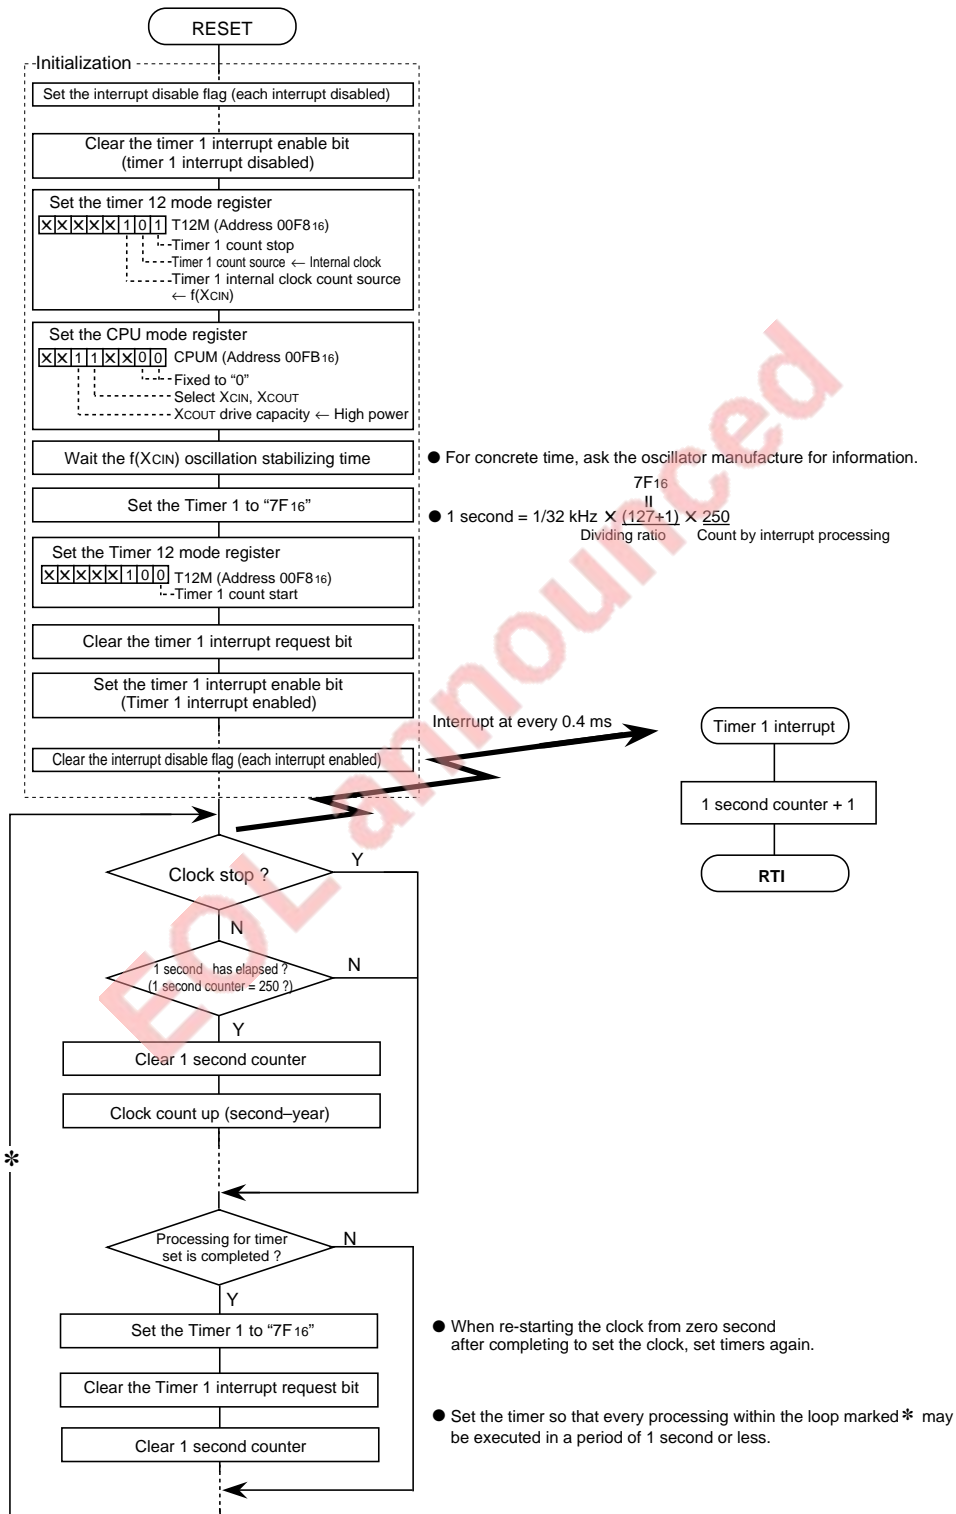 RESET
Initialization
Set the interrupt disable flag (each interrupt disabled)
Clear the timer 1 interrupt enable bit
(timer 1 interrupt disabled)
Set the timer 12 mode register
XXXXX101 T12M (Address 00F816)
Timer 1 count stop
Timer 1 count source ← Internal clock
Timer 1 internal clock count source
← f(XCIN)
Set the CPU mode register
XX11XX00 CPUM (Address 00FB16)
Fixed to “0”
Select XCIN, XCOUT
XCOUT drive capacity ← High power
Wait the f(XCIN) oscillation stabilizing time
● For concrete time, ask the oscillator manufacture for information.
7F16
=
Set the Timer 1 to “7F16”
● 1 second = 1/32 kHz × (127+1) × 250
Dividing ratio Count by interrupt processing
Set the Timer 12 mode register
XXXXX100 T12M (Address 00F816)
Timer 1 count start
Clear the timer 1 interrupt request bit
Set the timer 1 interrupt enable bit
(Timer 1 interrupt enabled)
Clear the interrupt disable flag (each interrupt enabled)
Interrupt at every 0.4 ms
Timer 1 interrupt
1 second counter + 1
RTI
Clock stop ?
Y
N
1 second has elapsed ?
(1 second counter = 250 ?)
N
Y
Clear 1 second counter
Clock count up (second–year)
✻
Processing for timer
set is completed ?
N
Y
Set the Timer 1 to “7F16”
● When re-starting the clock from zero second
after completing to set the clock, set timers again.
Clear the Timer 1 interrupt request bit
● Set the timer so that every processing within the loop marked ✻ may
be executed in a period of 1 second or less.
Clear 1 second counter
EOL announced